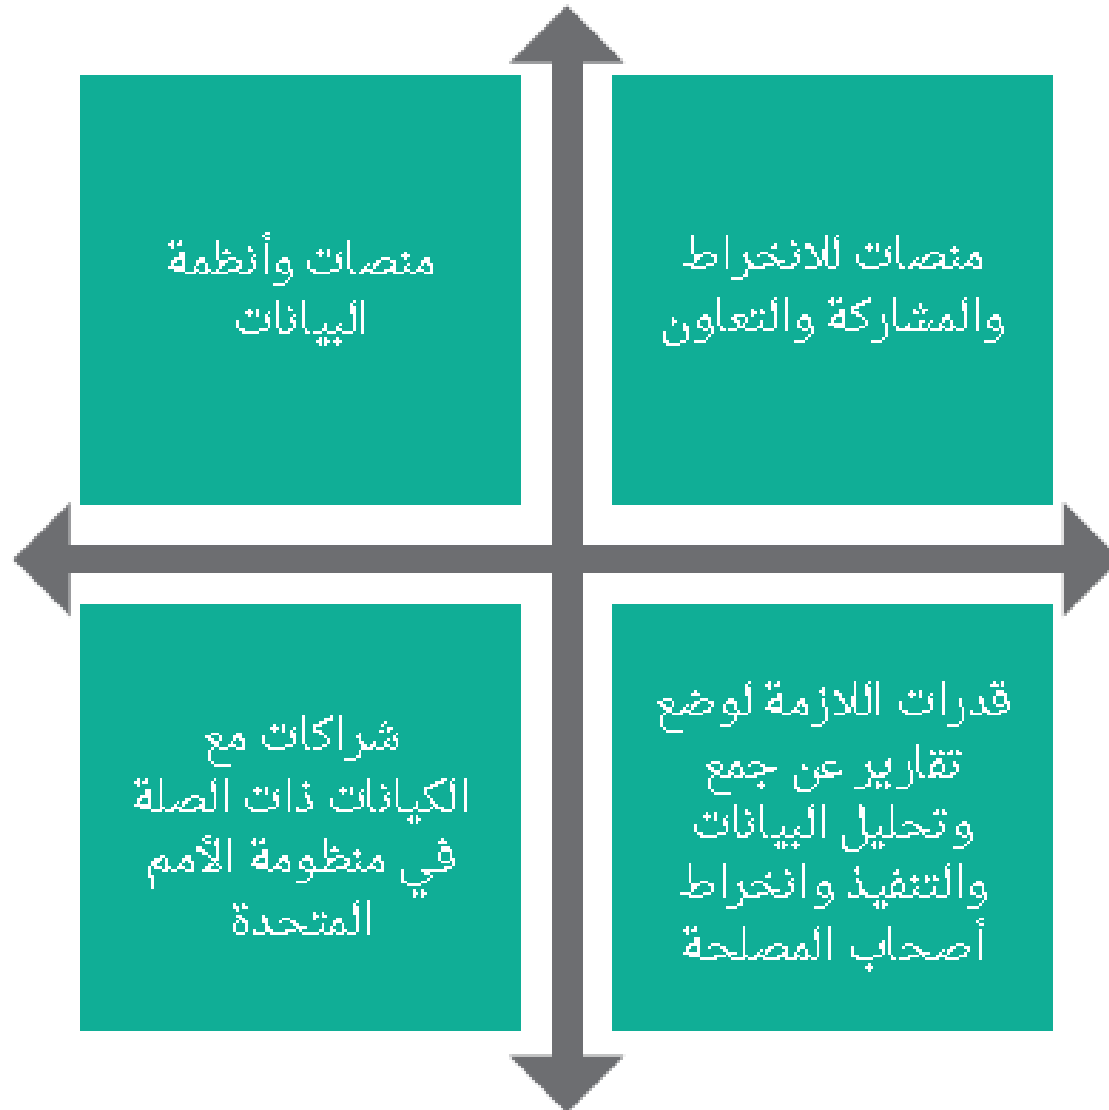 منصات للانخراط
والمشاركة والتعاون
منصات وأنظمة
البيانات
قدرات اللازمة لوضع
تقارير عن جمع
وتحليل البيانات
والتنفيذ وانخراط
أصحاب المصلحة
شراكات مع
الكيانات ذات الصلة
في منظومة الأمم
المتحدة